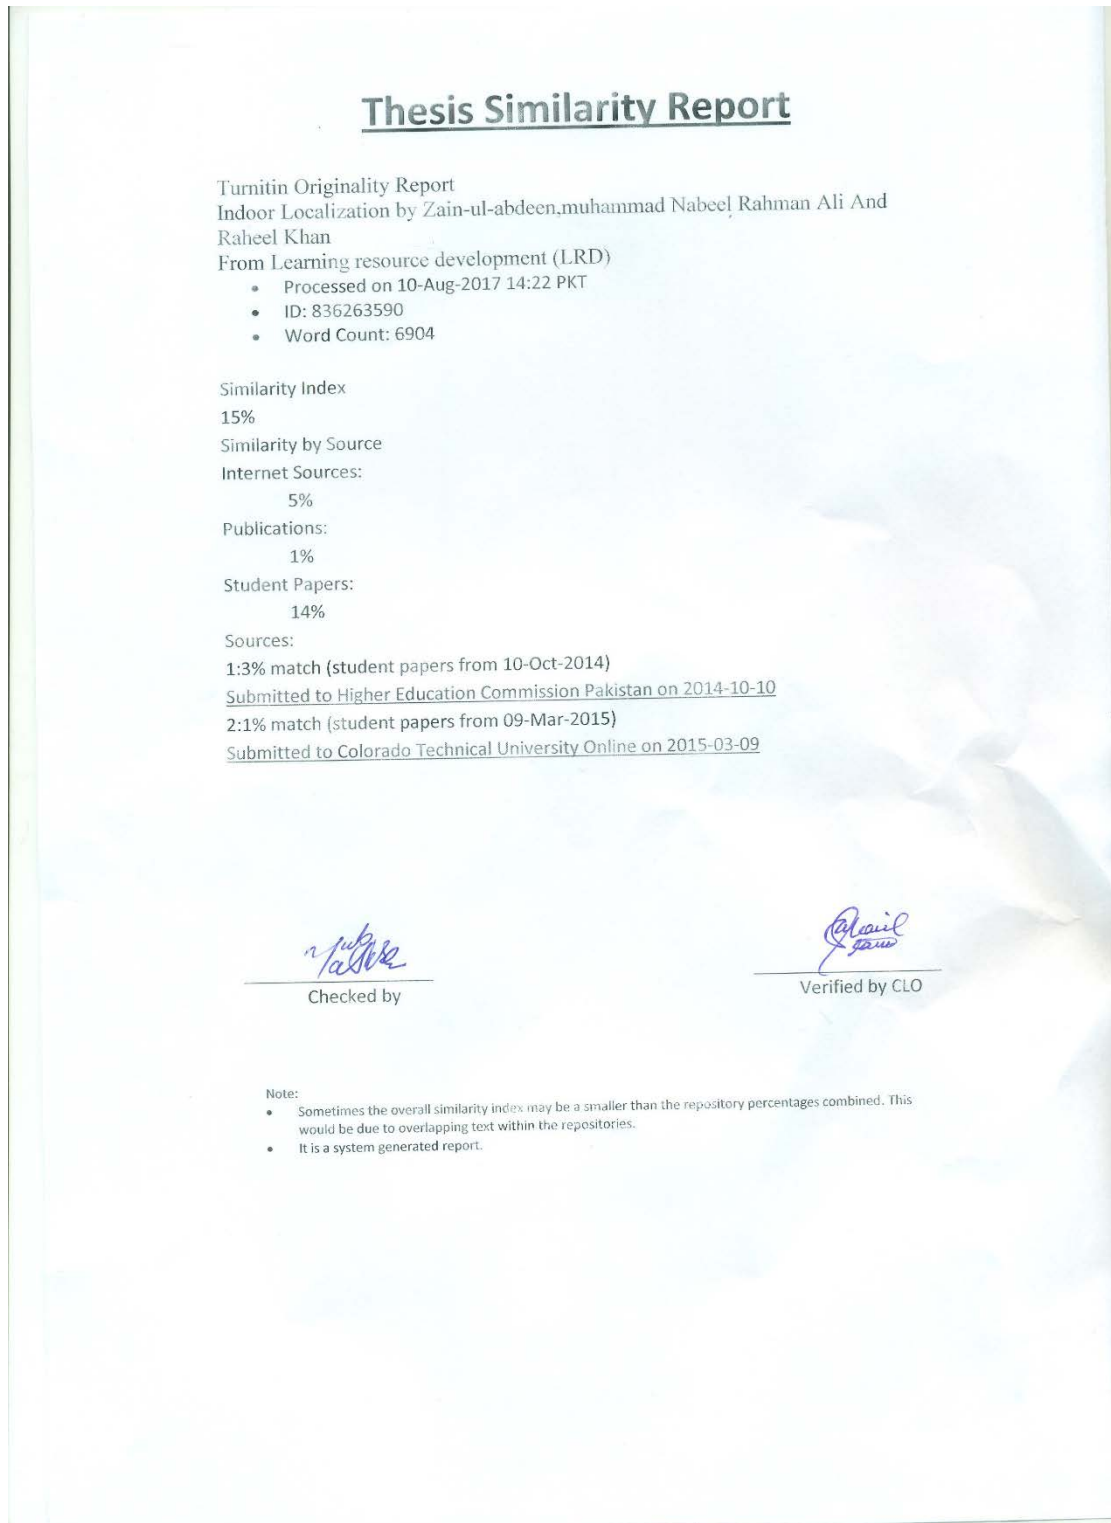 Thesis Similarity Report
Turnitin Originality Report
Indoor Localization by Zain-ul-abdeen,muhammad Nabeel Rahman Ali And
Raheel Khan
From Learning resource development (LRD)
• Processed on 10-Aug-2017 14:22 PKT
• ID: 836263590
• Word Count: 6904
Similarity Index
15%
Similarity by Source
Internet Sources:
5%
Publications:
1%
Student Papers:
14%
Sources:
1:3% match (student papers from 10-Oct-2014)
Submitted to Higher Education Commission Pakistan on 2014-10-10
2:1% match (student papers from 09-Mar-2015)
Submitted to Colorado Technical University Online on 2015-03-09
Checked by
Verified by CLO
Note:
• Sometimes the overall similarity index may be a smaller than the repository percentages combined. This
would be due to overlapping text within the repositories.
• It is a system generated report.